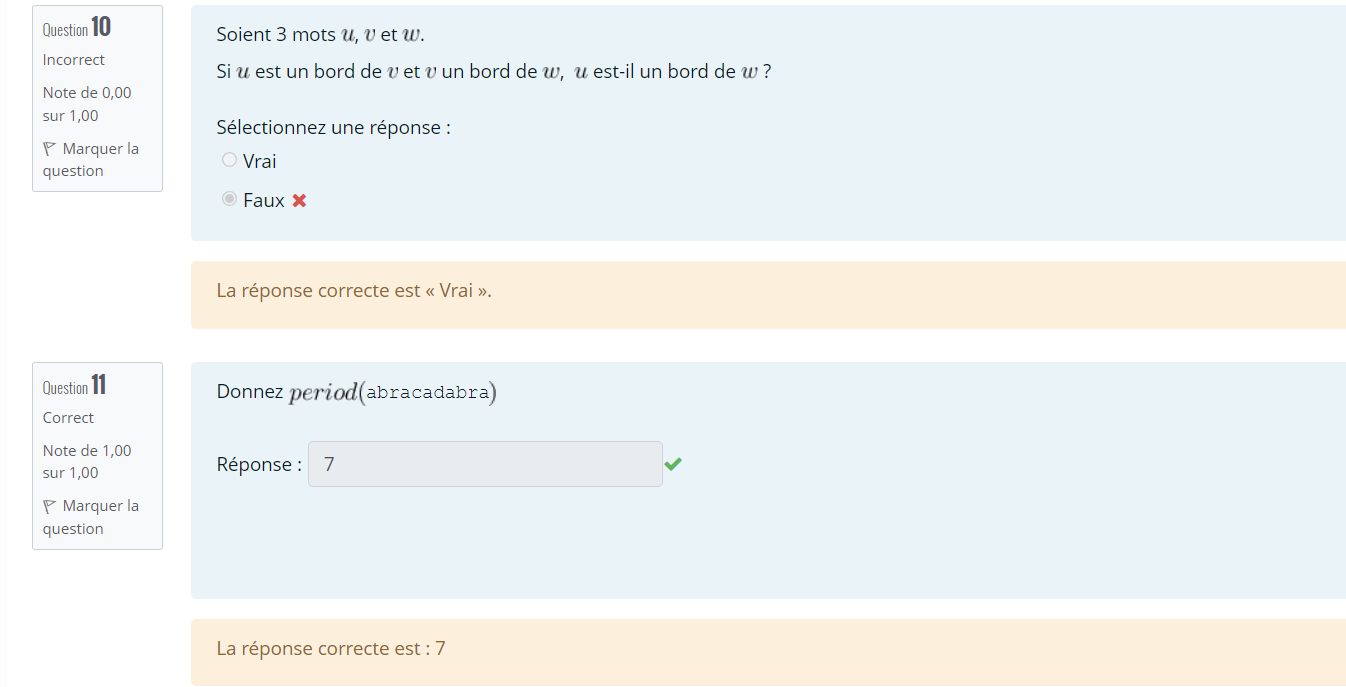 Question 10
Incorrect
Note de 0,00
sur 1,00
Marquer la
question
Soient 3 mots u, v et w.
Si u est un bord de v et v un bord de w, u est-il un bord de w ?
Sélectionnez une réponse :
Vrai
Faux
La réponse correcte est « Vrai ».
Question 11
Correct
Note de 1,00
sur 1,00
Marquer la
question
Donnez period(abracadabra)
Réponse : 7
La réponse correcte est : 7